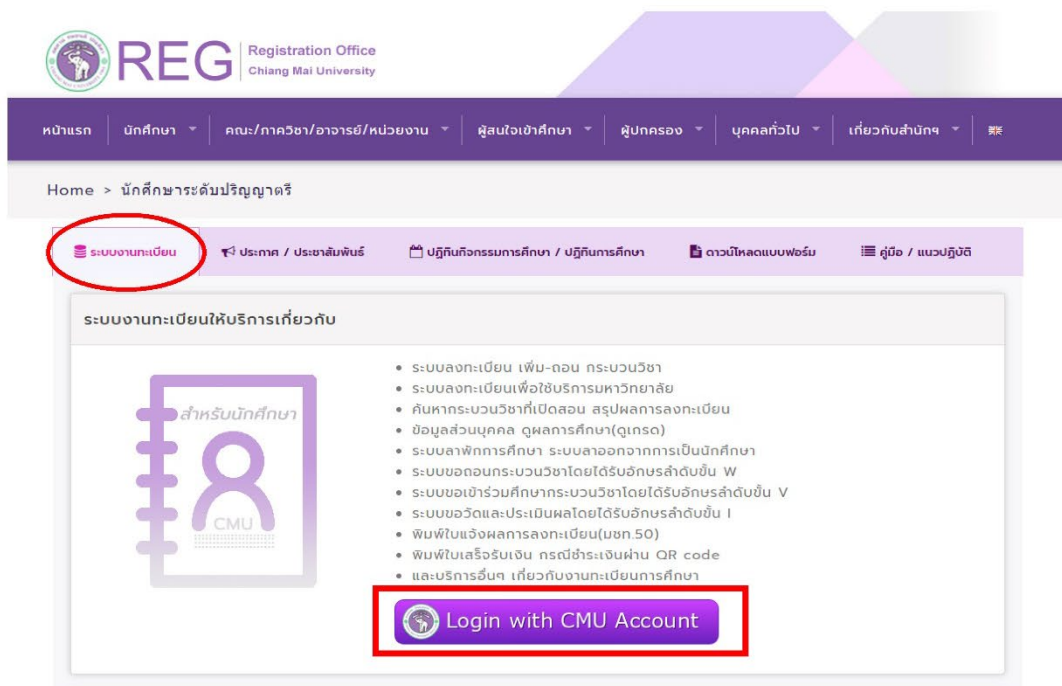 REG
Registration Office
Chiang Mai University
หน้าแรก นักศึกษา คณะ/ภาควิชา/อาจารย์/หน่วยงาน ผู้สนใจเข้าศึกษา ผู้ปกครอง บุคคลทั่วไป เกี่ยวกับสำนักฯ
Home > นักศึกษาระดับปริญญาตรี
ระบบงานทะเบียน ประกาศ / ประชาสัมพันธ์ ปฏิทินกิจกรรมการศึกษา / ปฏิทินการศึกษา ดาวน์โหลดแบบฟอร์ม คู่มือ / แนวปฏิบัติ
ระบบงานทะเบียนให้บริการเกี่ยวกับ
สำหรับนักศึกษา
CMU
• ระบบลงทะเบียน เพิ่ม-ถอน กระบวนวิชา
• ระบบลงทะเบียนเพื่อใช้บริการมหาวิทยาลัย
• ค้นหากระบวนวิชาที่เปิดสอน สรุปผลการลงทะเบียน
• ข้อมูลส่วนบุคคล ดูผลการศึกษา(ดูเกรด)
• ระบบลาพักการศึกษา ระบบลาออกจากการเป็นนักศึกษา
• ระบบขอถอนกระบวนวิชาโดยได้รับอักษรลำดับขั้น W
• ระบบขอเข้าร่วมศึกษากระบวนวิชาโดยได้รับอักษรลำดับขั้น V
• ระบบขอวัดและประเมินผลโดยได้รับอักษรลำดับขั้น I
• พิมพ์ใบแจ้งผลการลงทะเบียน(มชท.50)
• พิมพ์ใบเสร็จรับเงิน กรณีชำระเงินผ่าน QR code
• และบริการอื่นๆ เกี่ยวกับงานทะเบียนการศึกษา
Login with CMU Account